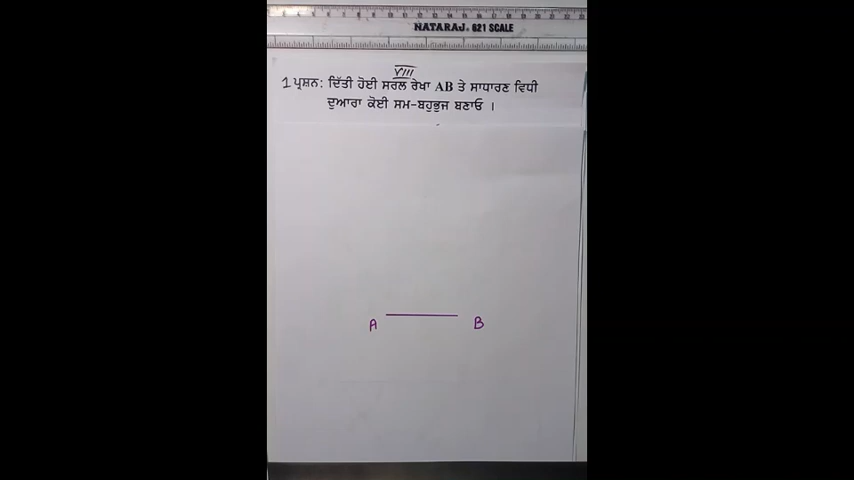 NATARAJ. 621 SCALE
VIII
1 ਪ੍ਰਸ਼ਨ: ਦਿੱਤੀ ਹੋਈ ਸਰਲ ਰੇਖਾ AB ਤੇ ਸਾਧਾਰਣ ਵਿਧੀ
ਦੁਆਰਾ ਕੋਈ ਸਮ-ਬਹੁਭੁਜ ਬਣਾਓ ।
A B